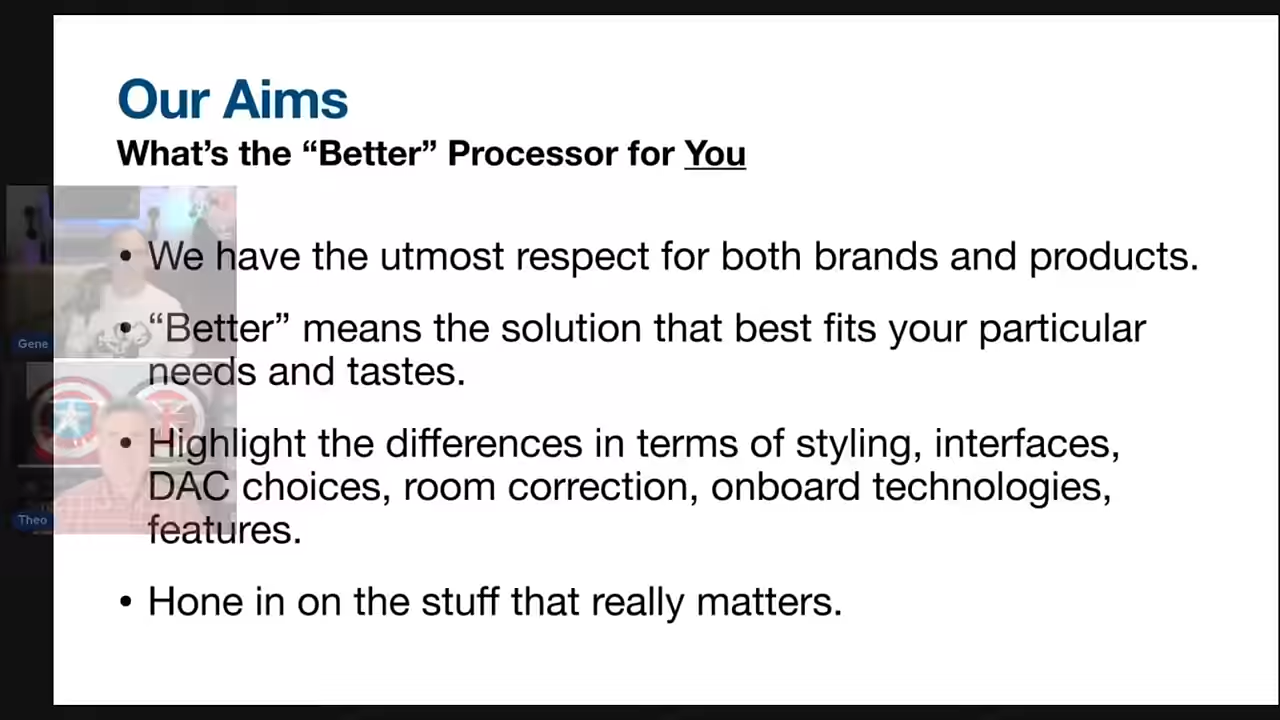 Our Aims
What's the “Better” Processor for You
• We have the utmost respect for both brands and products.
• “Better” means the solution that best fits your particular
needs and tastes.
• Highlight the differences in terms of styling, interfaces,
DAC choices, room correction, onboard technologies,
features.
• Hone in on the stuff that really matters.
Gene
Theo